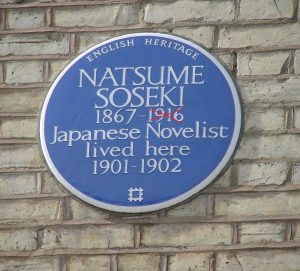 ENGLISH HERITAGE
NATSUME
SOSEKI
1867-1916
Japanese Novelist
lived here
1901-1902